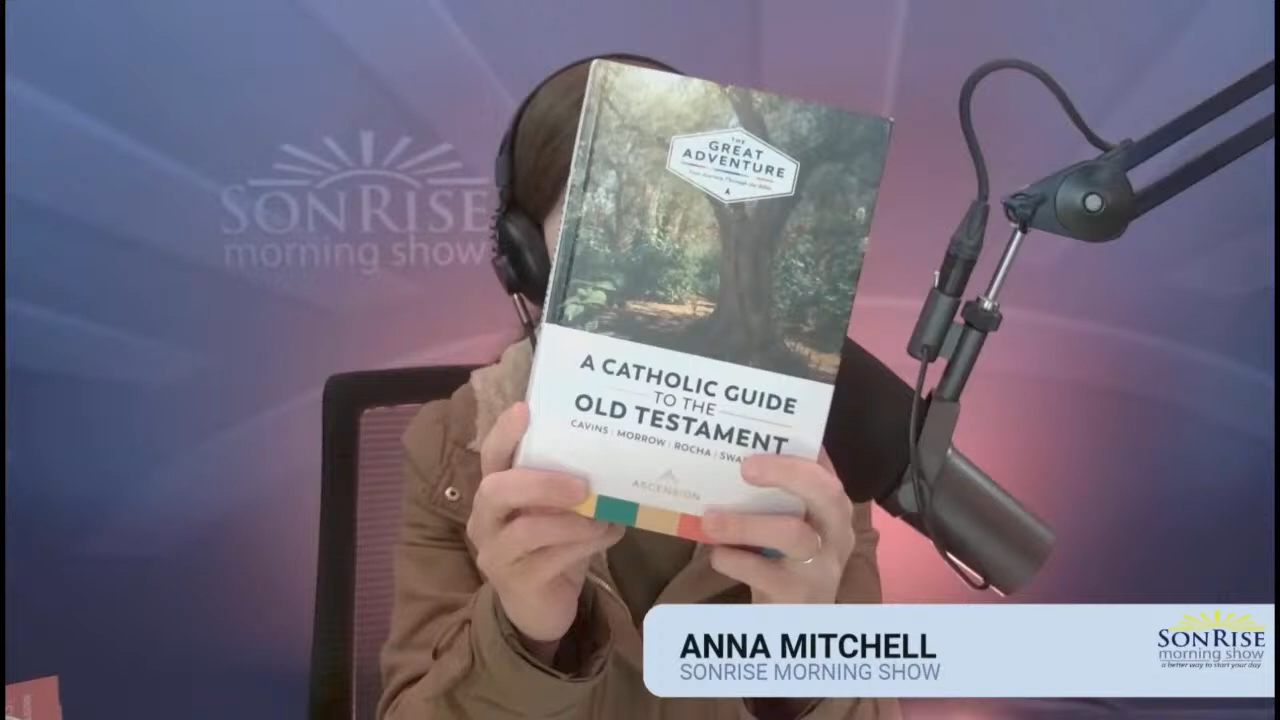 SONRISE
morning show
THE
GREAT
ADVENTURE
A CATHOLIC GUIDE
TO THE
OLD TESTAMENT
CAVINS | MORROW | ROCHA |
ASCENSION
ANNA MITCHELL
SONRISE MORNING SHOW
SONRISE
morning show
a better way to start your day